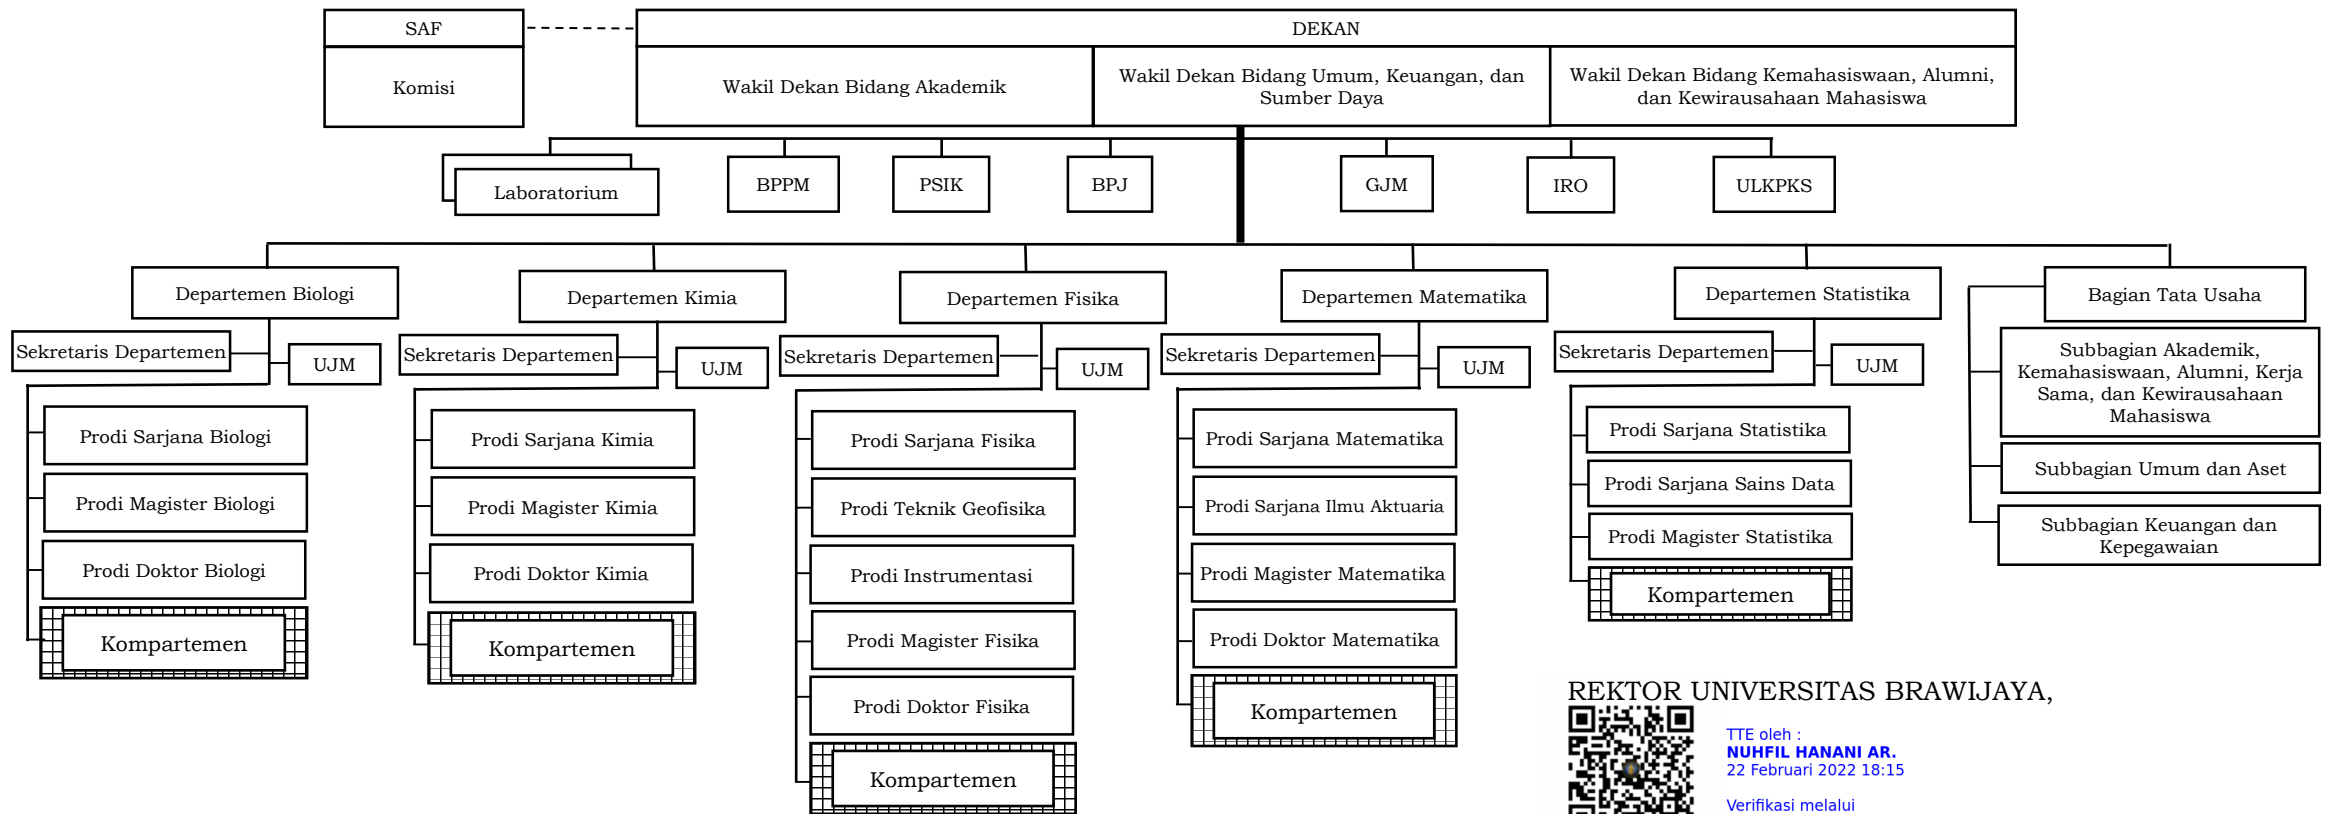 SAF
DEKAN
Komisi
Wakil Dekan Bidang Akademik
Wakil Dekan Bidang Umum, Keuangan, dan
Sumber Daya
Wakil Dekan Bidang Kemahasiswaan, Alumni,
dan Kewirausahaan Mahasiswa
Laboratorium
BPPM
PSIK
BPJ
GJM
IRO
ULKPKS
Departemen Biologi
Sekretaris Departemen
UJM
Prodi Sarjana Biologi
Prodi Magister Biologi
Prodi Doktor Biologi
Kompartemen
Departemen Kimia
Sekretaris Departemen
UJM
Prodi Sarjana Kimia
Prodi Magister Kimia
Prodi Doktor Kimia
Kompartemen
Departemen Fisika
Sekretaris Departemen
UJM
Prodi Sarjana Fisika
Prodi Teknik Geofisika
Prodi Instrumentasi
Prodi Magister Fisika
Prodi Doktor Fisika
Kompartemen
Departemen Matematika
Sekretaris Departemen
UJM
Prodi Sarjana Matematika
Prodi Sarjana Ilmu Aktuaria
Prodi Magister Matematika
Prodi Doktor Matematika
Kompartemen
Departemen Statistika
Sekretaris Departemen
UJM
Prodi Sarjana Statistika
Prodi Sarjana Sains Data
Prodi Magister Statistika
Kompartemen
Bagian Tata Usaha
Subbagian Akademik,
Kemahasiswaan, Alumni, Kerja
Sama, dan Kewirausahaan
Mahasiswa
Subbagian Umum dan Aset
Subbagian Keuangan dan
Kepegawaian
REKTOR UNIVERSITAS BRAWIJAYA,
TTE oleh :
NUHFIL HANANI AR.
22 Februari 2022 18:15
Verifikasi melalui